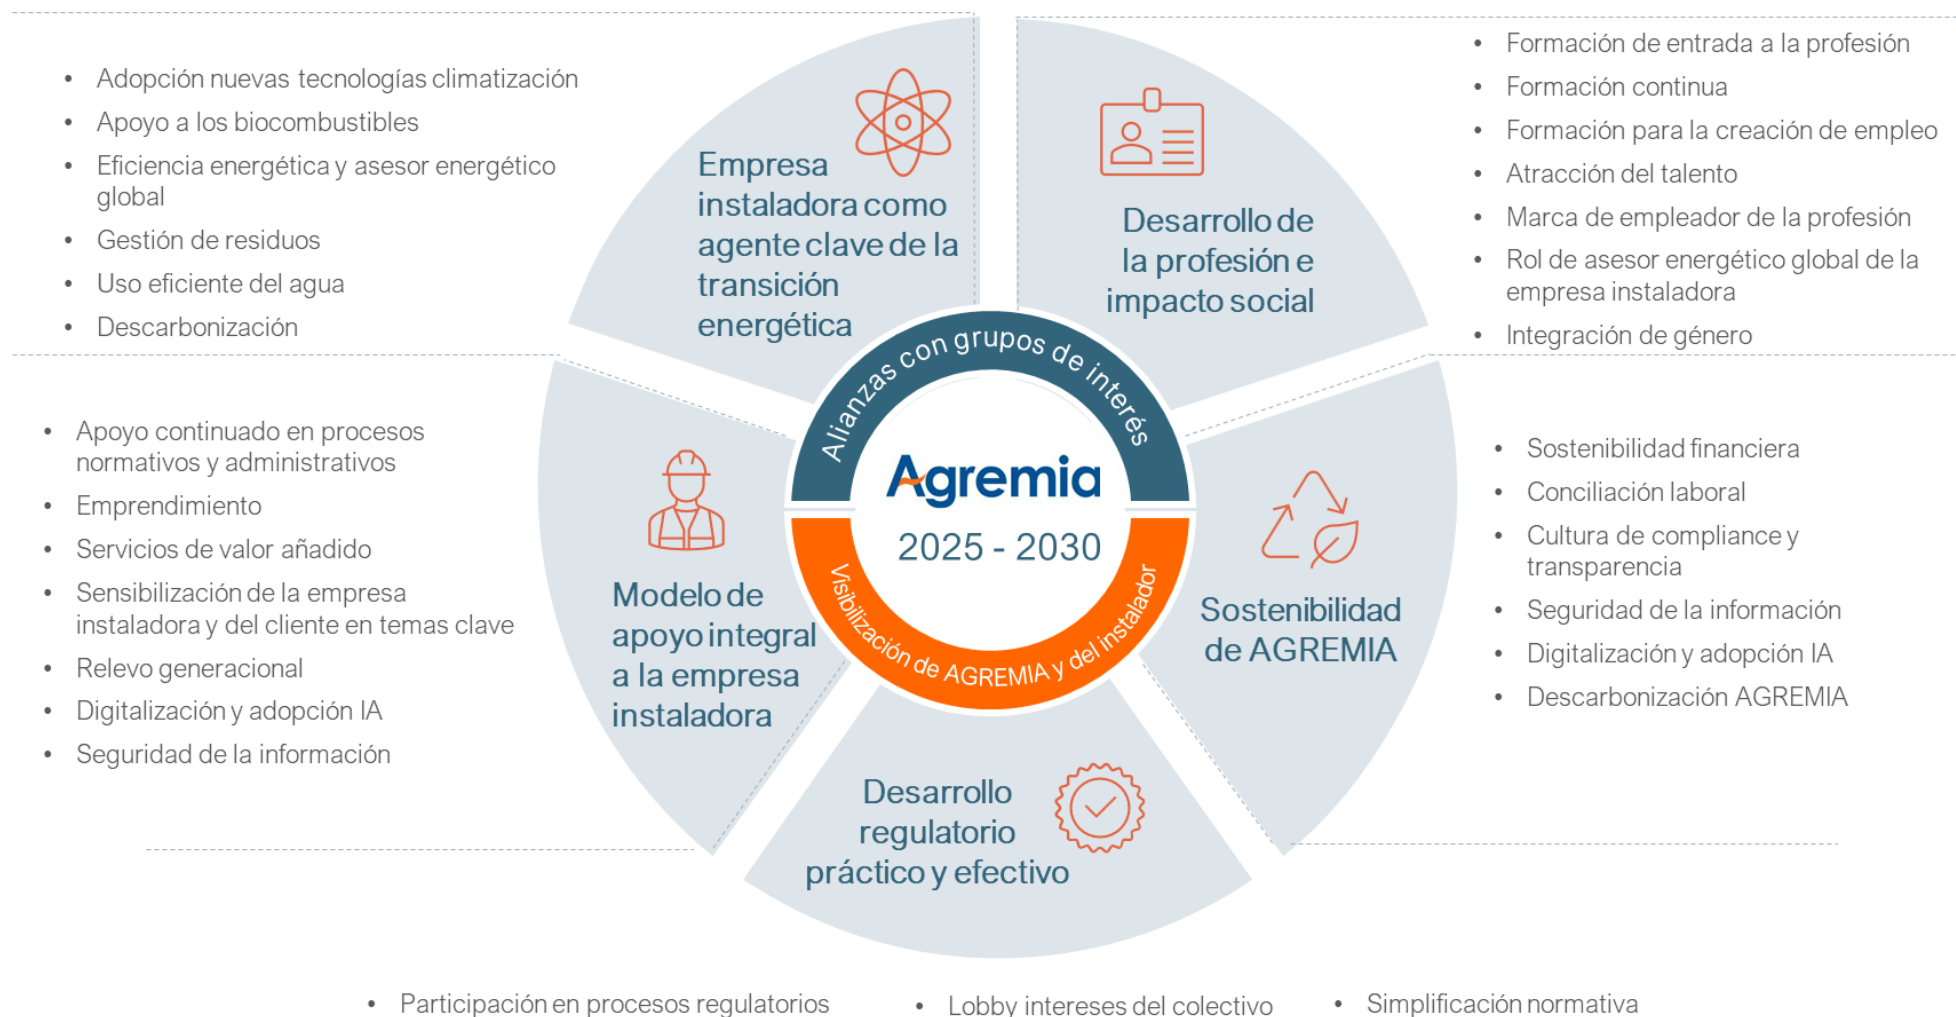 • Adopción nuevas tecnologías climatización
• Apoyo a los biocombustibles
• Eficiencia energética y asesor energético
global
• Gestión de residuos
• Uso eficiente del agua
• Descarbonización
Empresa
instaladora como
agente clave de la
transición
energética
Desarrollo de
la profesión e
impacto social
• Formación de entrada a la profesión
• Formación continua
• Formación para la creación de empleo
• Atracción del talento
• Marca de empleador de la profesión
• Rol de asesor energético global de la
empresa instaladora
• Integración de género
• Apoyo continuado en procesos
normativos y administrativos
• Emprendimiento
• Servicios de valor añadido
• Sensibilización de la empresa
instaladora y del cliente en temas clave
• Relevo generacional
• Digitalización y adopción IA
• Seguridad de la información
Modelo de
apoyo integral
a la empresa
instaladora
Alianzas con grupos de interés
Agremia
2025 - 2030
Visibilización de AGREMIA y del instalador
Sostenibilidad
de AGREMIA
• Sostenibilidad financiera
• Conciliación laboral
• Cultura de compliance y
transparencia
• Seguridad de la información
• Digitalización y adopción IA
• Descarbonización AGREMIA
Desarrollo
regulatorio
práctico y efectivo
• Participación en procesos regulatorios
• Lobby intereses del colectivo
• Simplificación normativa